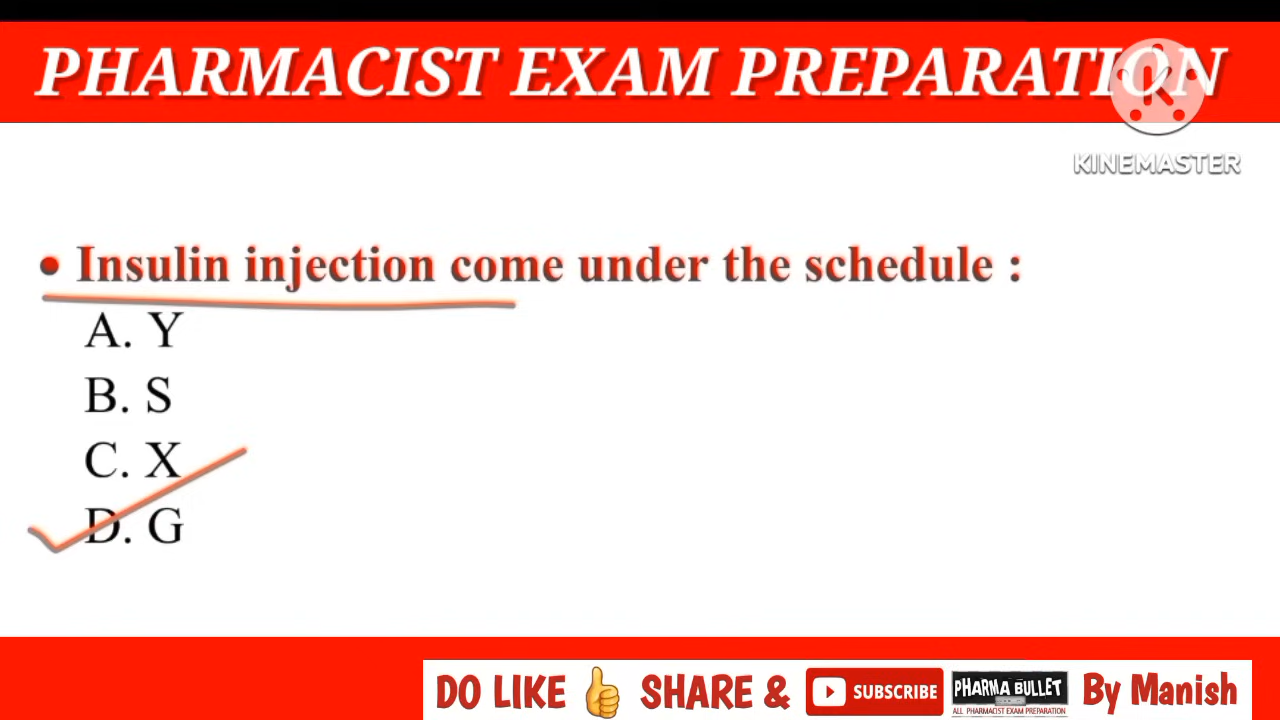 PHARMACIST EXAM PREPARATION
KINEMASTER
• Insulin injection come under the schedule :
A. Y
B. S
C. X
D. G
DO LIKE 👍 SHARE & SUBSCRIBE PHARMA BULLET By Manish
ALL PHARMACIST EXAM PREPARATION